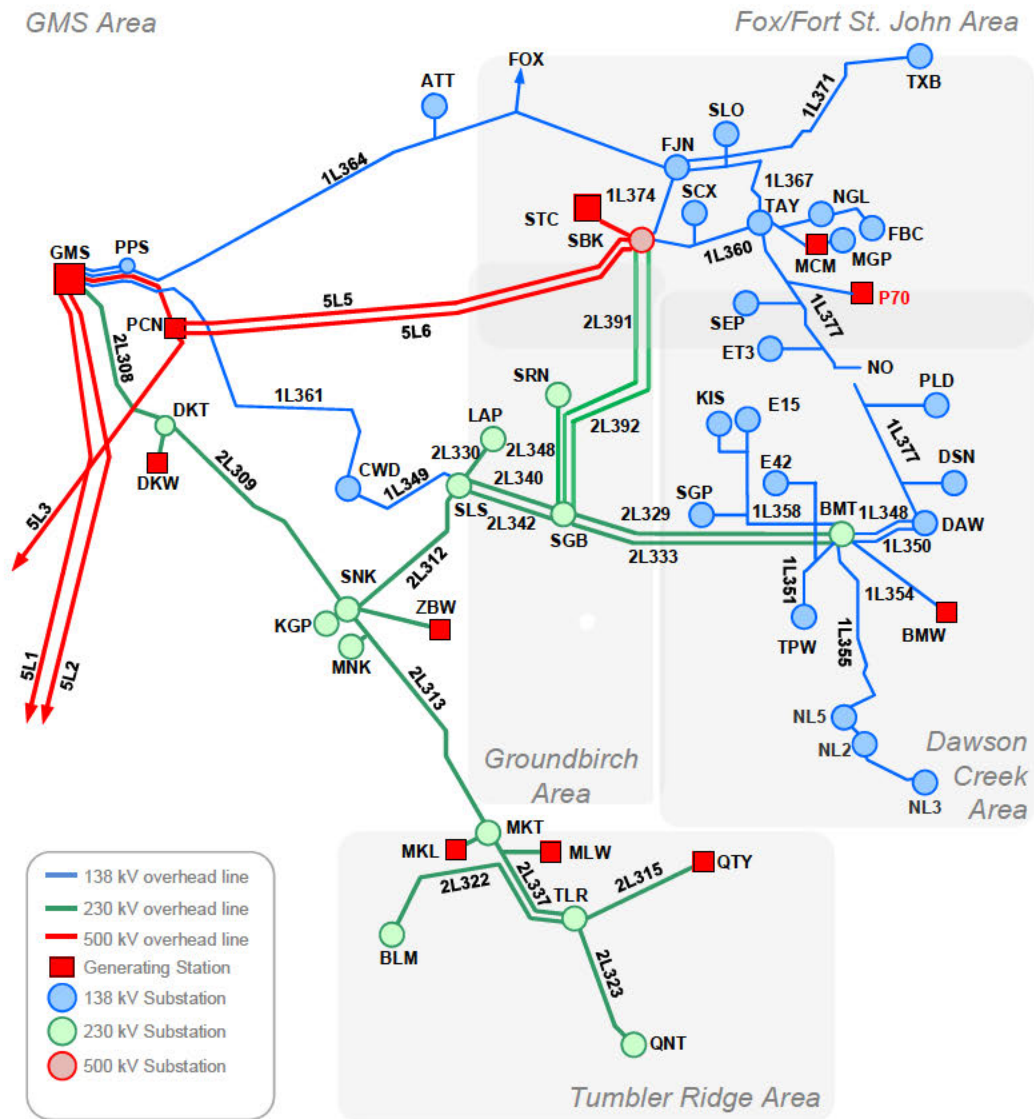 GMS Area
Fox/Fort St. John Area
FOX
ATT
TXB
1L371
SLO
FJN
1L364
1L367
1L374
SCX
TAY
NGL
STC
SBK
FBC
GMS
PPS
1L360
MCM
MGP
5L5
P70
PCN
5L6
2L391
SEP
1L377
2L308
ET3
NO
SRN
PLD
1L361
KIS
E15
DKT
LAP
2L392
2L348
2L330
1L377
DSN
CWD
2L340
E42
2L309
DKW
1L349
SGP
BMT
1L348
SLS
1L358
DAW
5L3
2L342
2L329
1L350
SGB
2L333
2L312
SNK
1L351
1L354
ZBW
KGP
TPW
BMW
MNK
1L355
5L1
5L2
2L313
NL5
NL2
Dawson
Creek
Area
Groundbirch
Area
NL3
MKT
MKL
MLW
QTY
2L322
2L337
2L315
TLR
BLM
2L323
QNT
Tumbler Ridge Area
138 kV overhead line
230 kV overhead line
500 kV overhead line
Generating Station
138 kV Substation
230 kV Substation
500 kV Substation